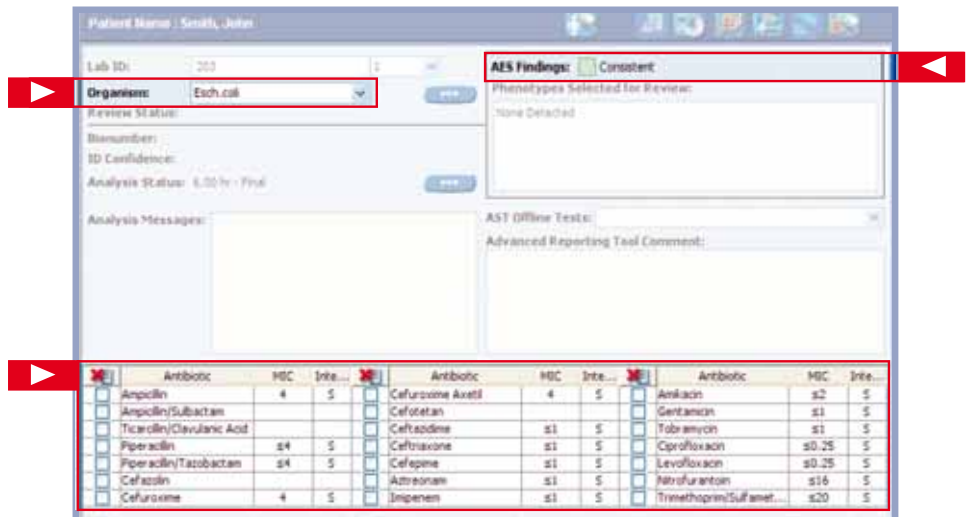 Patient Name : Smith, John
Lab ID: 203 1
AES Findings: Consistent
Organism: Esch.coli
Phenotypes Selected for Review:
Review Status:
None Detected
Bionumber:
ID Confidence:
Analysis Status: 6.00 hr - Final
Analysis Messages:
AST Offline Tests:
Advanced Reporting Tool Comment:
Antibiotic MIC Inte... Antibiotic MIC Inte... Antibiotic MIC Inte...
Ampicillin 4 S Cefuroxime Axetil 4 S Amikacin ≤2 S
Ampicillin/Sulbactam Cefotetan Gentamicin ≤1 S
Ticarcillin/Clavulanic Acid Ceftazidime ≤1 S Tobramycin ≤1 S
Piperacillin ≤4 S Ceftriaxone ≤1 S Ciprofloxacin ≤0.25 S
Piperacillin/Tazobactam ≤4 S Cefepime ≤1 S Levofloxacin ≤0.25 S
Cefazolin Aztreonam ≤1 S Nitrofurantoin ≤16 S
Cefuroxime 4 S Imipenem ≤1 S Trimethoprim/Sulfamet... ≤20 S